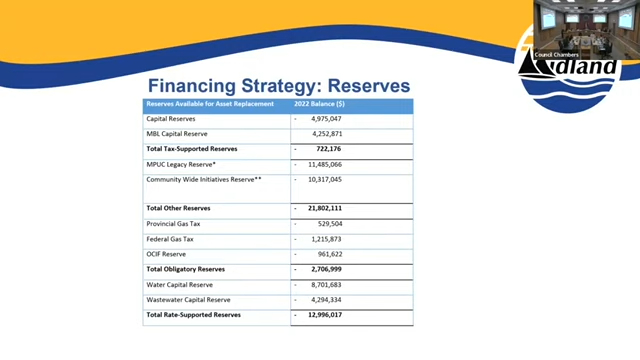 Council Chambers
dland
Financing Strategy: Reserves
Reserves Available for Asset Replacement 2022 Balance ($)
Capital Reserves - 4,975,047
MBL Capital Reserve 4,252,871
Total Tax-Supported Reserves - 722,176
MPUC Legacy Reserve* - 11,485,066
Community Wide Initiatives Reserve** - 10,317,045
Total Other Reserves - 21,802,111
Provincial Gas Tax - 529,504
Federal Gas Tax - 1,215,873
OCIF Reserve - 961,622
Total Obligatory Reserves - 2,706,999
Water Capital Reserve - 8,701,683
Wastewater Capital Reserve - 4,294,334
Total Rate-Supported Reserves - 12,996,017